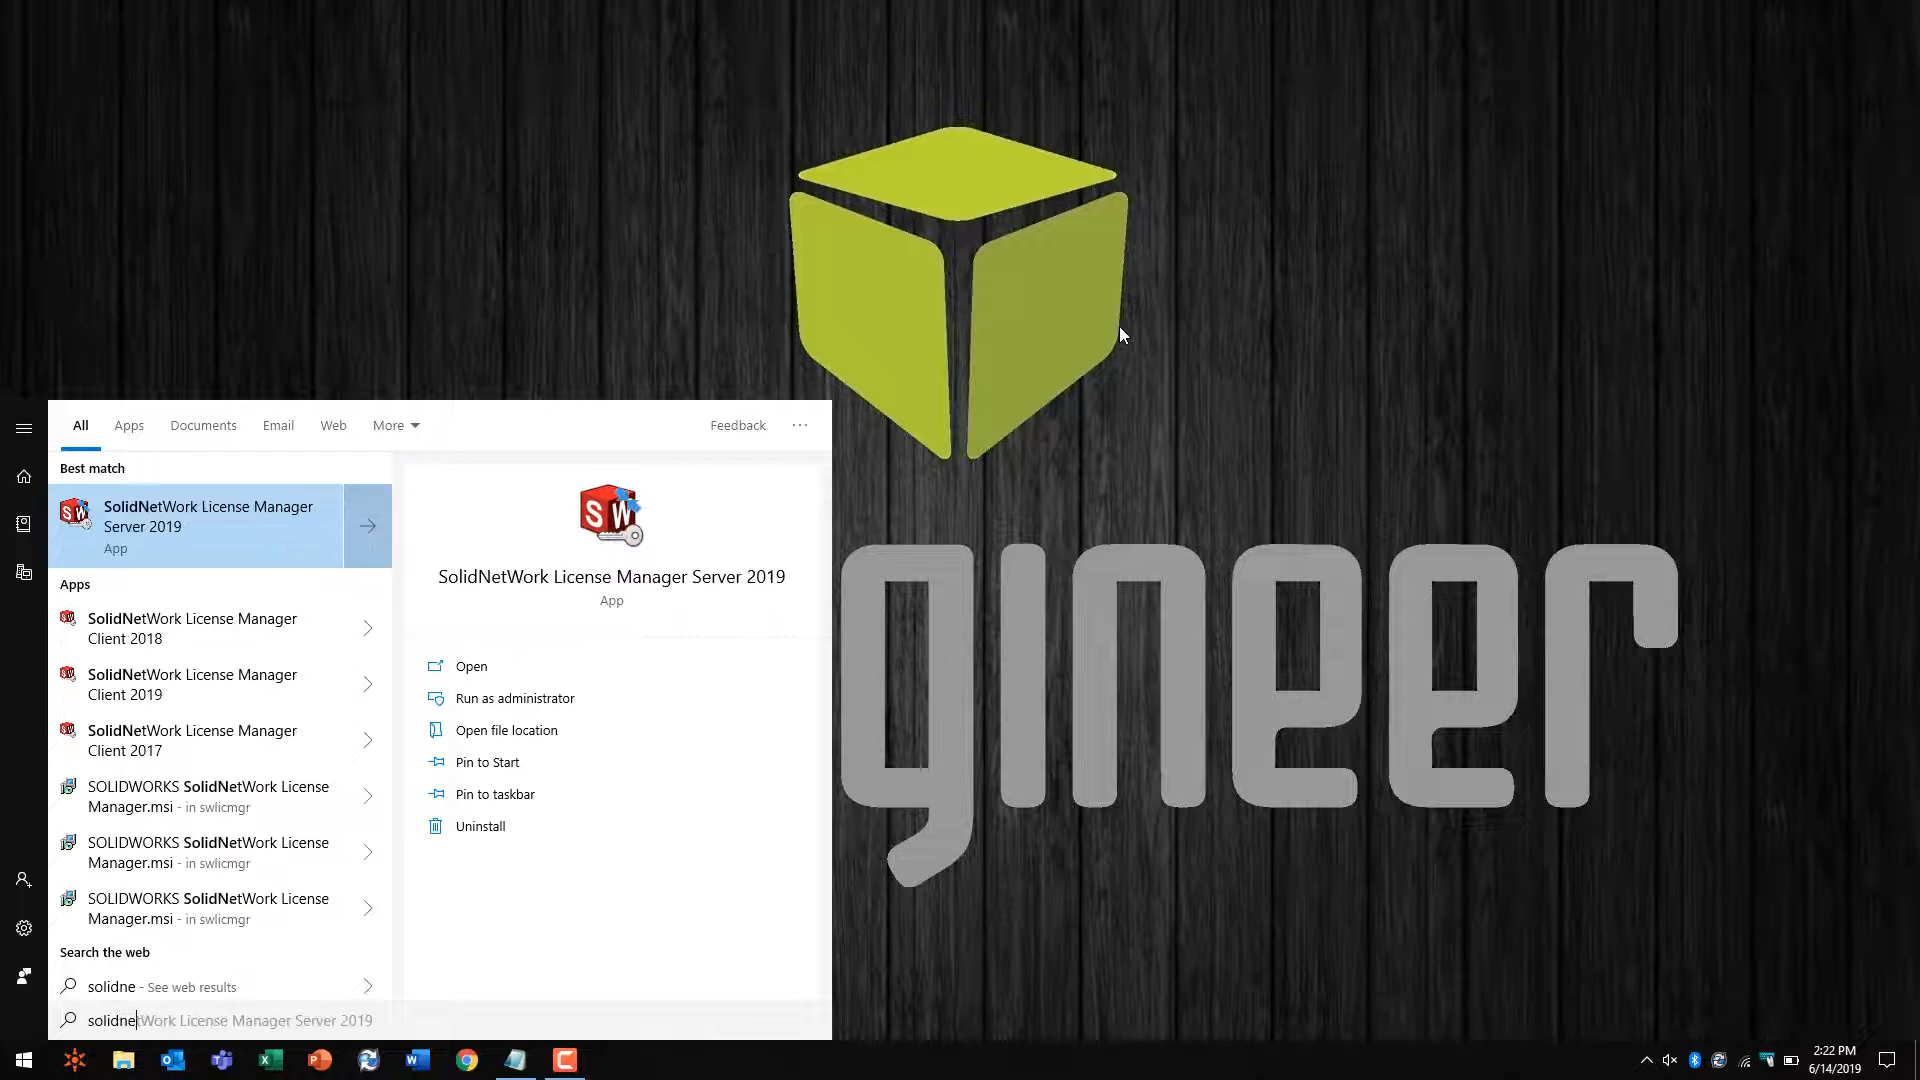 All
Apps
Documents
Email
Web
More
Feedback
Best match
SolidNetWork License Manager
Server 2019
App
Apps
SolidNetWork License Manager
Client 2018
SolidNetWork License Manager
Client 2019
SolidNetWork License Manager
Client 2017
SOLIDWORKS SolidNetWork License
Manager.msi - in swlicmgr
SOLIDWORKS SolidNetWork License
Manager.msi - in swlicmgr
SOLIDWORKS SolidNetWork License
Manager.msi - in swlicmgr
Search the web
solidne - See web results
solidnetWork License Manager Server 2019
SW
SolidNetWork License Manager Server 2019
App
Open
Run as administrator
Open file location
Pin to Start
Pin to taskbar
Uninstall
gineer
2:22 PM
6/14/2019